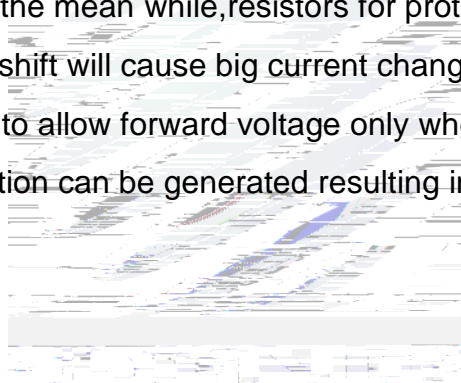 the mean while,resistors for prot
shift will cause big current chang
to allow forward voltage only wh
tion can be generated resulting i